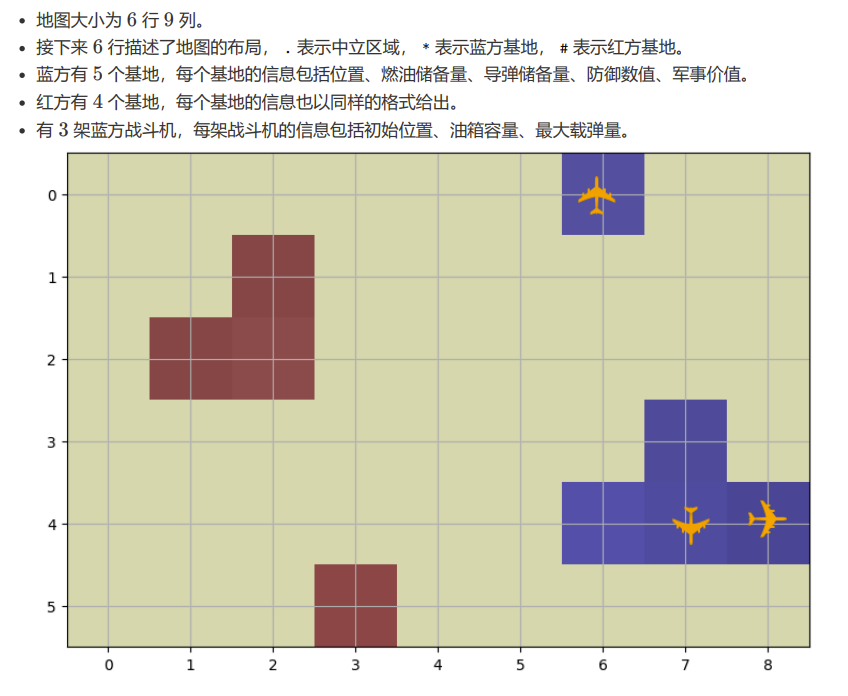 地图大小为 6 行 9 列。
接下来 6 行描述了地图的布局， . 表示中立区域， * 表示蓝方基地， # 表示红方基地。
蓝方有 5 个基地，每个基地的信息包括位置、燃油储备量、导弹储备量、防御数值、军事价值。
红方有 4 个基地，每个基地的信息也以同样的格式给出。
有 3 架蓝方战斗机，每架战斗机的信息包括初始位置、油箱容量、最大载弹量。
0
1
2
3
4
5
0 1 2 3 4 5 6 7 8